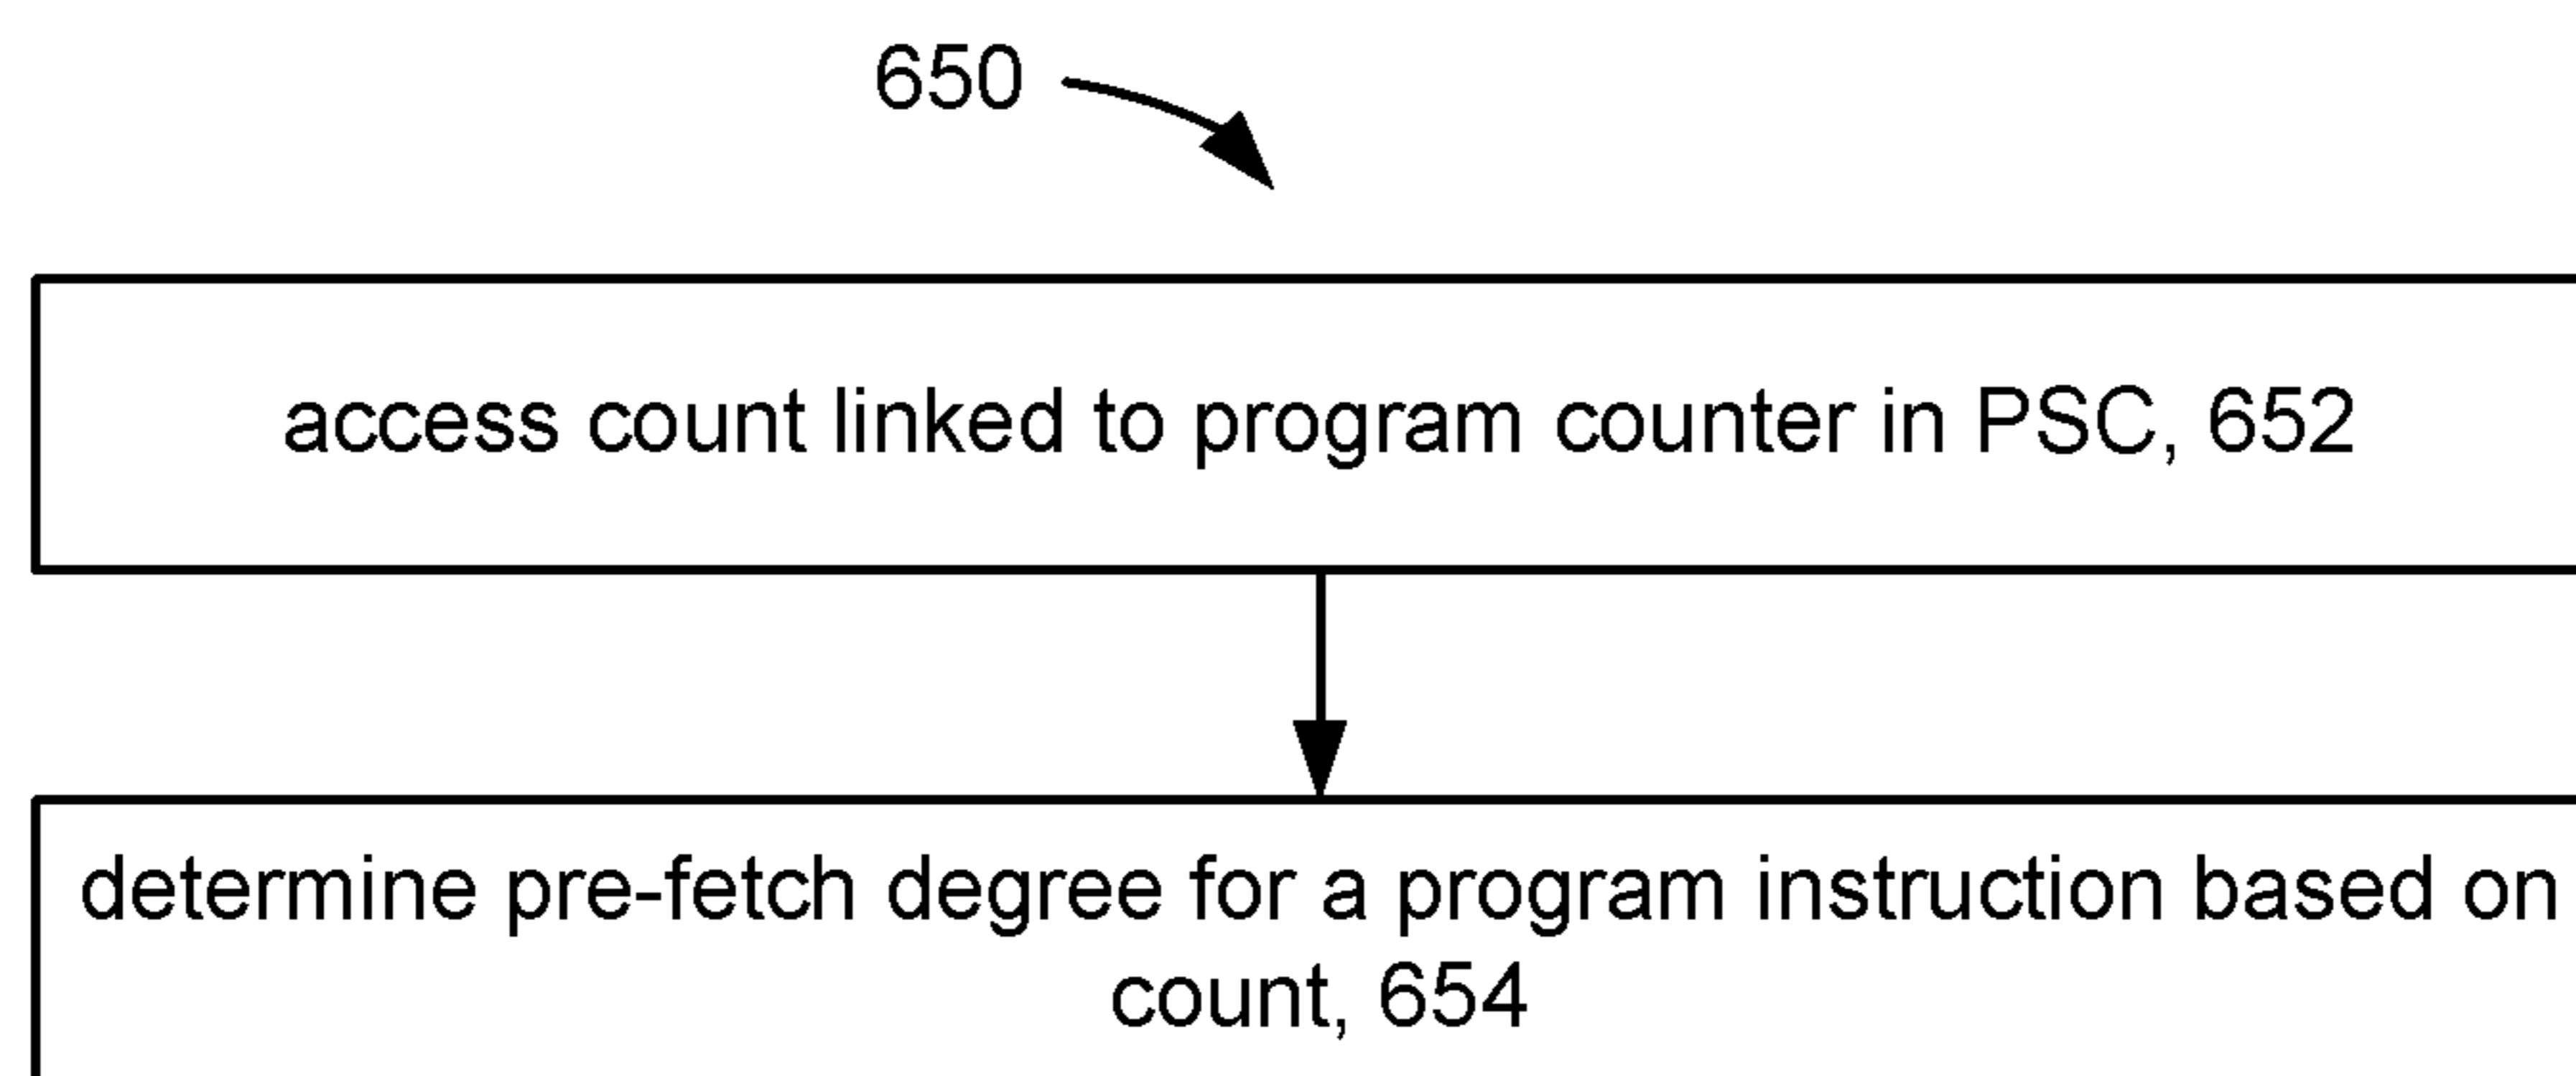 650
access count linked to program counter in PSC, 652
determine pre-fetch degree for a program instruction based on
count, 654